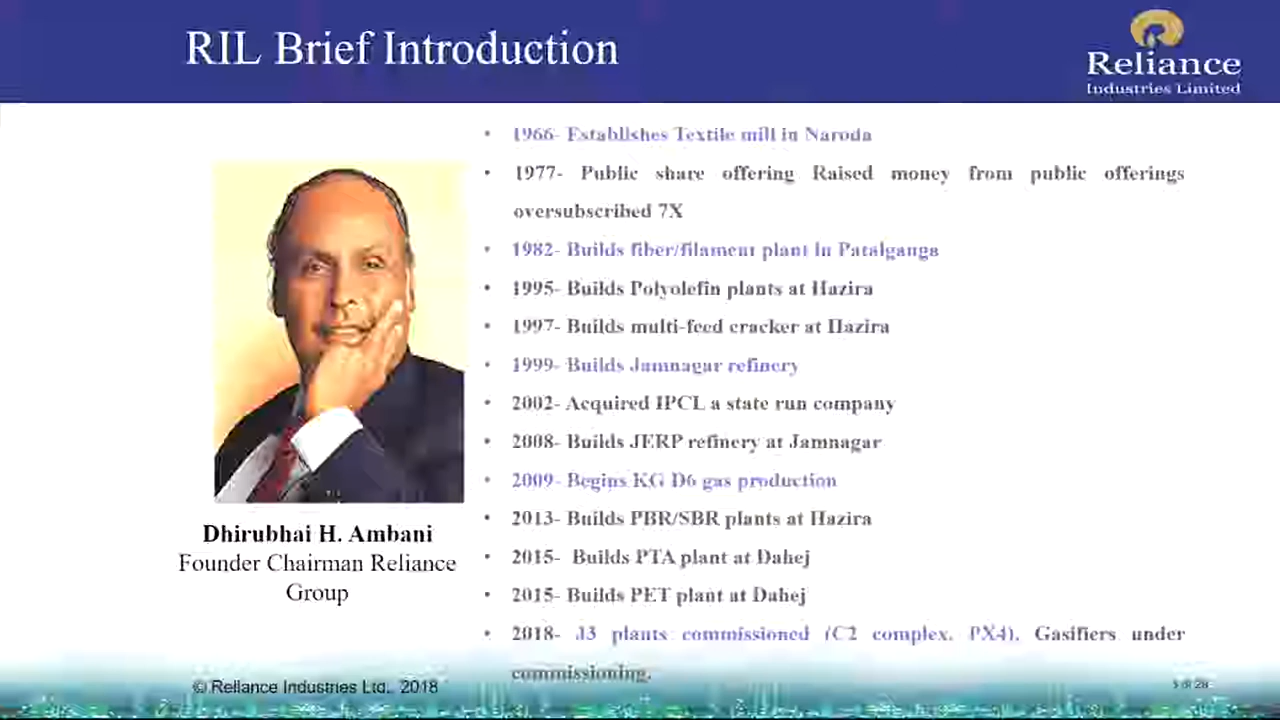 RIL Brief Introduction
Reliance
Industries Limited
• 1966- Establishes Textile mill in Naroda
• 1977- Public share offering Raised money from public offerings
oversubscribed 7X
• 1982- Builds fiber/filament plant in Patalganga
• 1995- Builds Polyolefin plants at Hazira
• 1997- Builds multi-feed cracker at Hazira
• 1999- Builds Jamnagar refinery
• 2002- Acquired IPCL a state run company
• 2008- Builds JERP refinery at Jamnagar
• 2009- Begins KG D6 gas production
• 2013- Builds PBR/SBR plants at Hazira
• 2015- Builds PTA plant at Dahej
• 2015- Builds PET plant at Dahej
• 2018- J3 plants commissioned (C2 complex, PX4), Gasifiers under
commissioning.
Dhirubhai H. Ambani
Founder Chairman Reliance
Group
© Reliance Industries Ltd., 2018
of 28